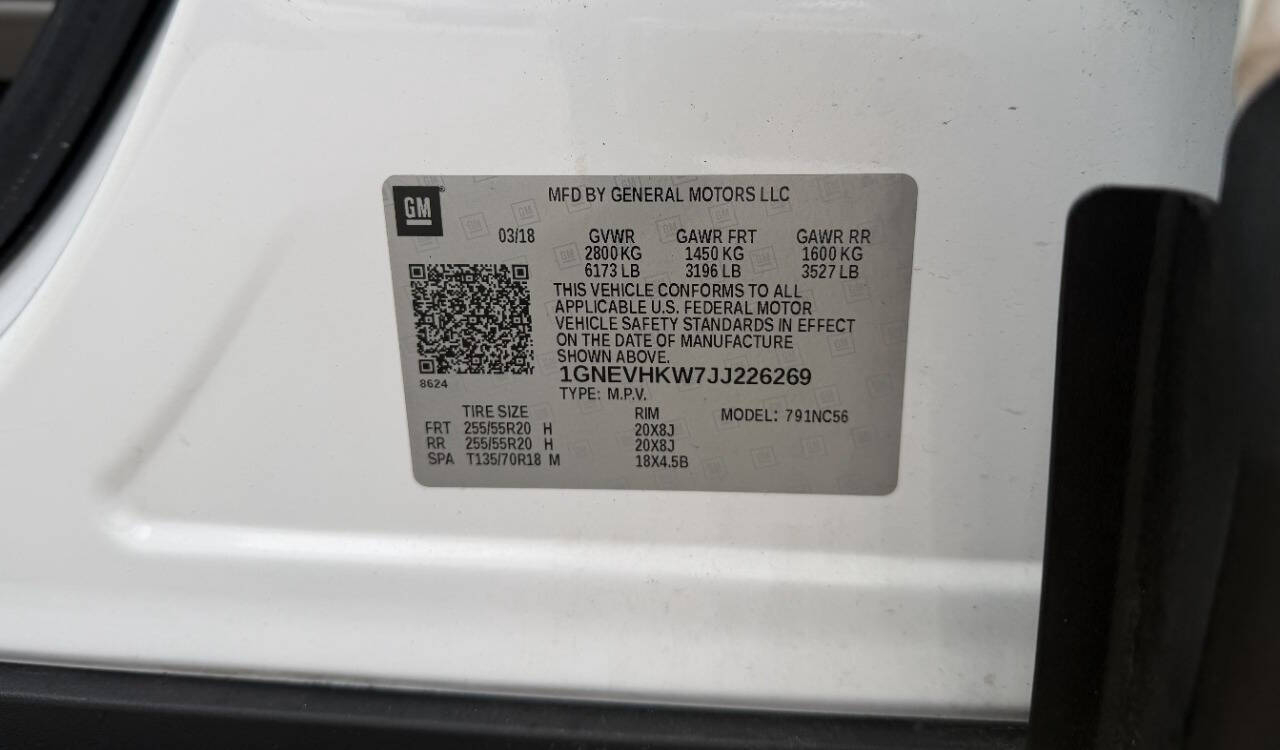 GM
MFD BY GENERAL MOTORS LLC
03/18 GVWR GAWR FRT GAWR RR
2800 KG 1450 KG 1600 KG
6173 LB 3196 LB 3527 LB
THIS VEHICLE CONFORMS TO ALL
APPLICABLE U.S. FEDERAL MOTOR
VEHICLE SAFETY STANDARDS IN EFFECT
ON THE DATE OF MANUFACTURE
SHOWN ABOVE.
1GNEVHKW7JJ226269
8624
TYPE: M.P.V.
TIRE SIZE RIM MODEL: 791NC56
FRT 255/55R20 H 20X8J
RR 255/55R20 H 20X8J
SPA T135/70R18 M 18X4.5B